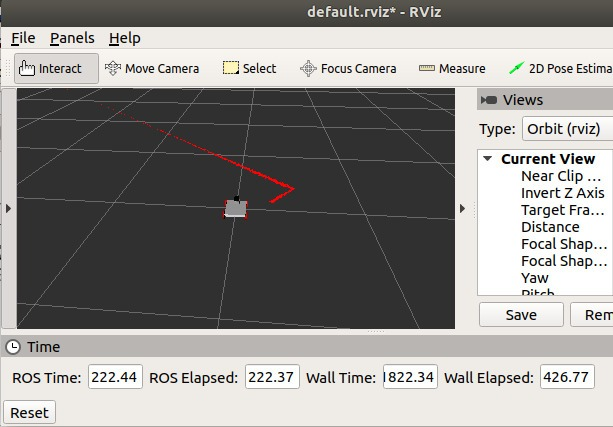 default.rviz* - RViz
File Panels Help
Interact Move Camera Select Focus Camera Measure 2D Pose Estima
Views
Type: Orbit (rviz)
Current View
Near Clip ...
Invert Z Axis
Target Fra...
Distance
Focal Shap...
Focal Shap...
Yaw
Pitch
Save Rem
Time
ROS Time: 222.44 ROS Elapsed: 222.37 Wall Time: 1822.34 Wall Elapsed: 426.77
Reset